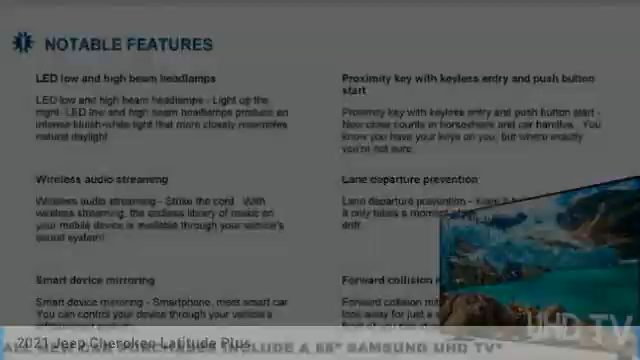 NOTABLE FEATURES
LED low and high beam headlamps
LED low and high beam headlamps - Light up the
night. LED low and high beam headlamps produce an
intense bluish-white light that more closely resembles
natural daylight.
Wireless audio streaming
Wireless audio streaming - Strike the cord. With
wireless streaming, the endless library of music on
your mobile device is available through your vehicle's
sound system!
Smart device mirroring
Smart device mirroring - Smartphone, meet smart car.
You can control your device through your vehicle's
Proximity key with keyless entry and push button
start
Proximity key with keyless entry and push button start -
Now close counts in horseshoes and car handles. You
know you have your keys on you, but where exactly
you're not sure.
Lane departure prevention
Lane departure prevention -
it only takes a moment
drift.
Forward collision
Forward collision
look away for just a
UHD TV
2021 Jeep Cherokee Latitude Plus
ALL NEW CAR PURCHASES INCLUDE A 65" SAMSUNG UHD TV*